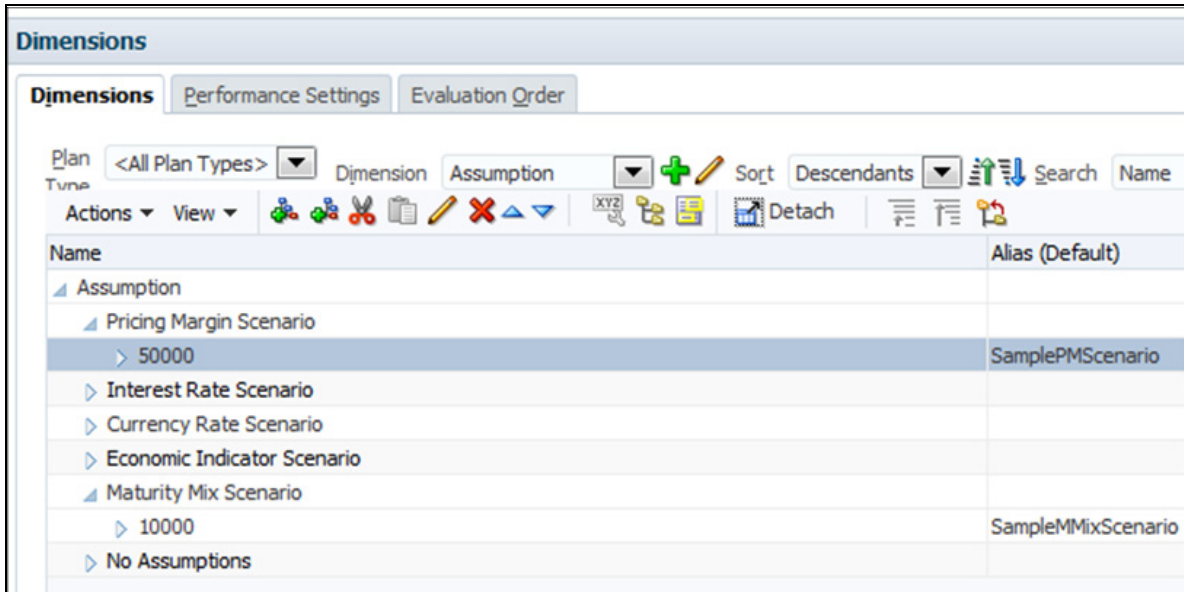 Dimensions
Dimensions Performance Settings Evaluation Order
Plan Type <All Plan Types> Dimension Assumption Sort Descendants Search Name
Actions View XYZ Detach
Name Alias (Default)
Assumption
Pricing Margin Scenario
50000 SamplePMScenario
Interest Rate Scenario
Currency Rate Scenario
Economic Indicator Scenario
Maturity Mix Scenario
10000 SampleMMixScenario
No Assumptions